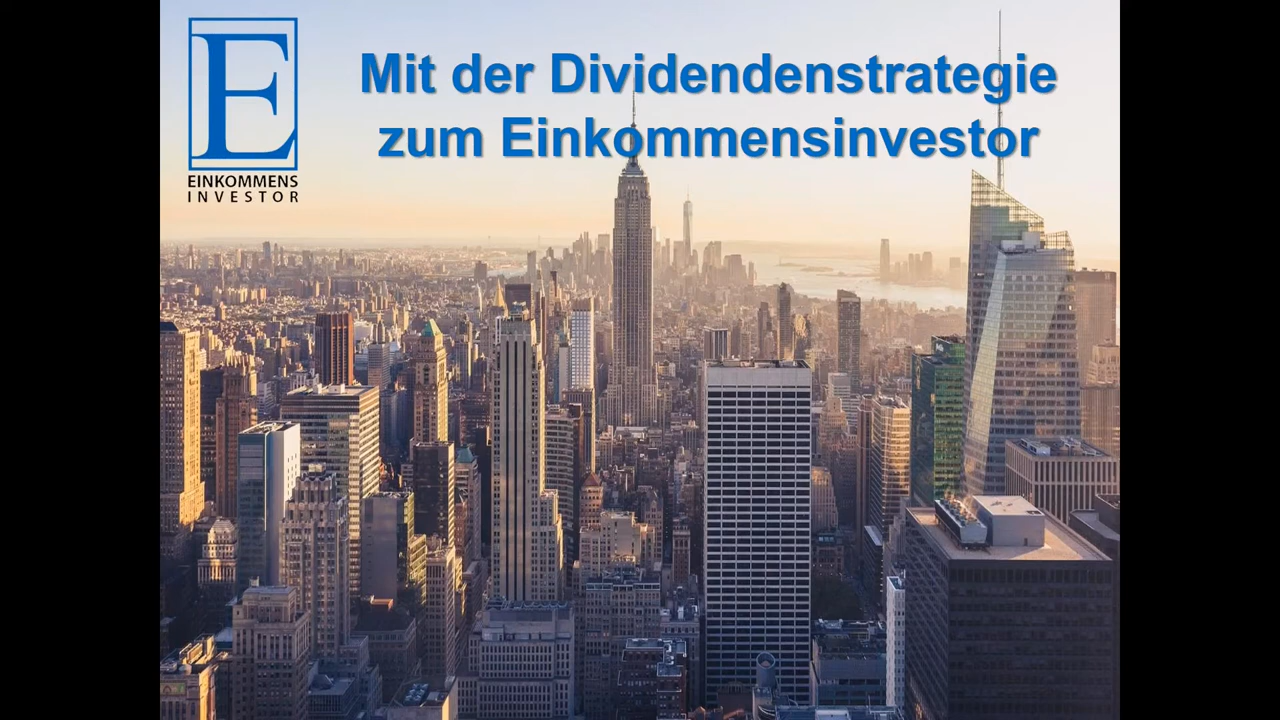 E
Mit der Dividendenstrategie
zum Einkommensinvestor
EINKOMMENS
INVESTOR